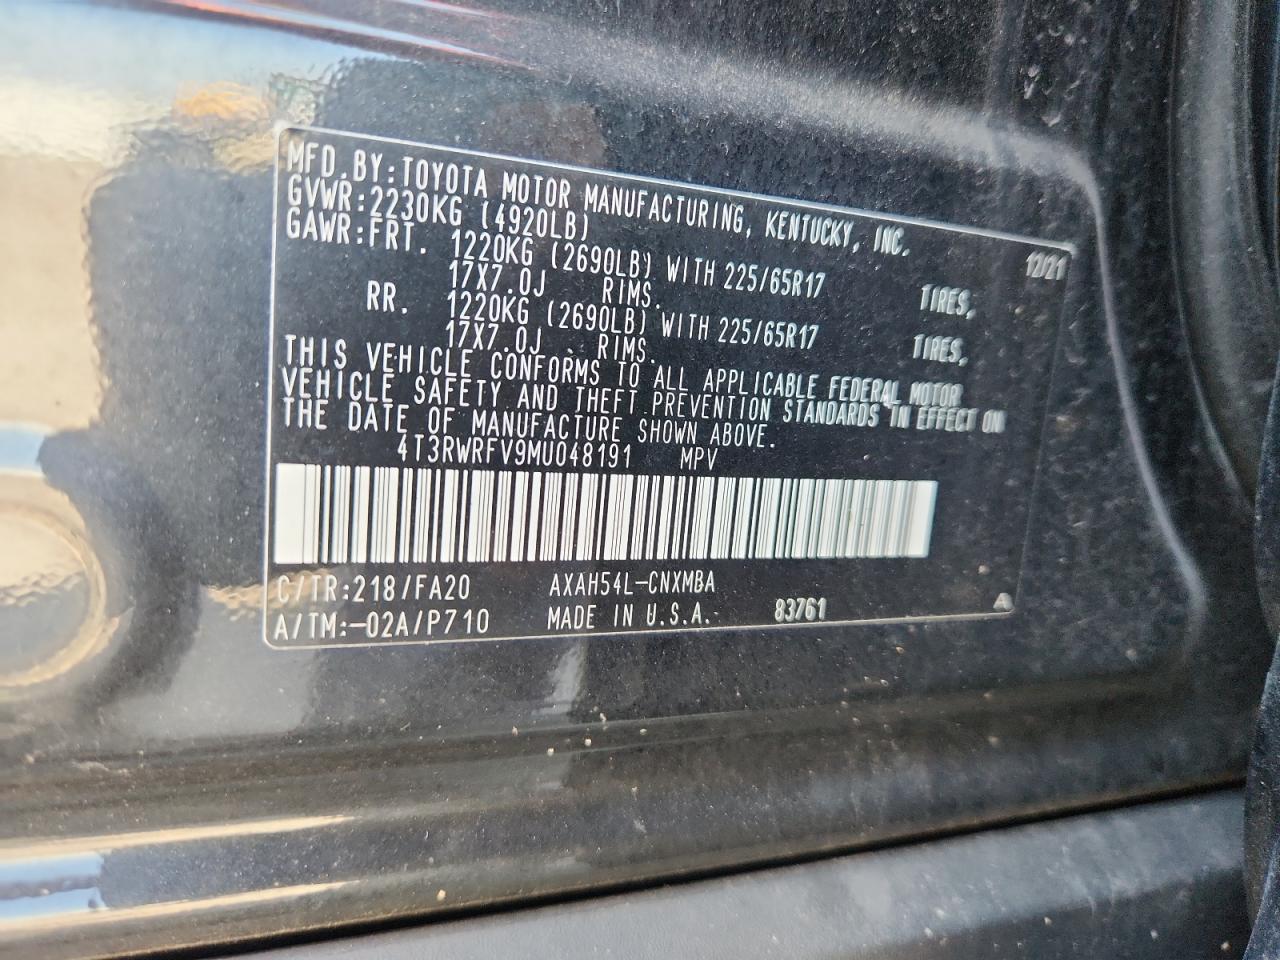 MFD.BY:TOYOTA MOTOR MANUFACTURING, KENTUCKY, INC.
GVWR:2230KG (4920LB) 12/21
GAWR:FRT. 1220KG (2690LB) WITH 225/65R17 TIRES,
17X7.0J RIMS.
RR. 1220KG (2690LB) WITH 225/65R17 TIRES,
17X7.0J RIMS.
THIS VEHICLE CONFORMS TO ALL APPLICABLE FEDERAL MOTOR
VEHICLE SAFETY AND THEFT PREVENTION STANDARDS IN EFFECT ON
THE DATE OF MANUFACTURE SHOWN ABOVE.
4T3RWRFV9MU048191 MPV
C/TR:218/FA20 AXAH54L-CNXMBA
A/TM:-02A/P710 MADE IN U.S.A. 83761 A